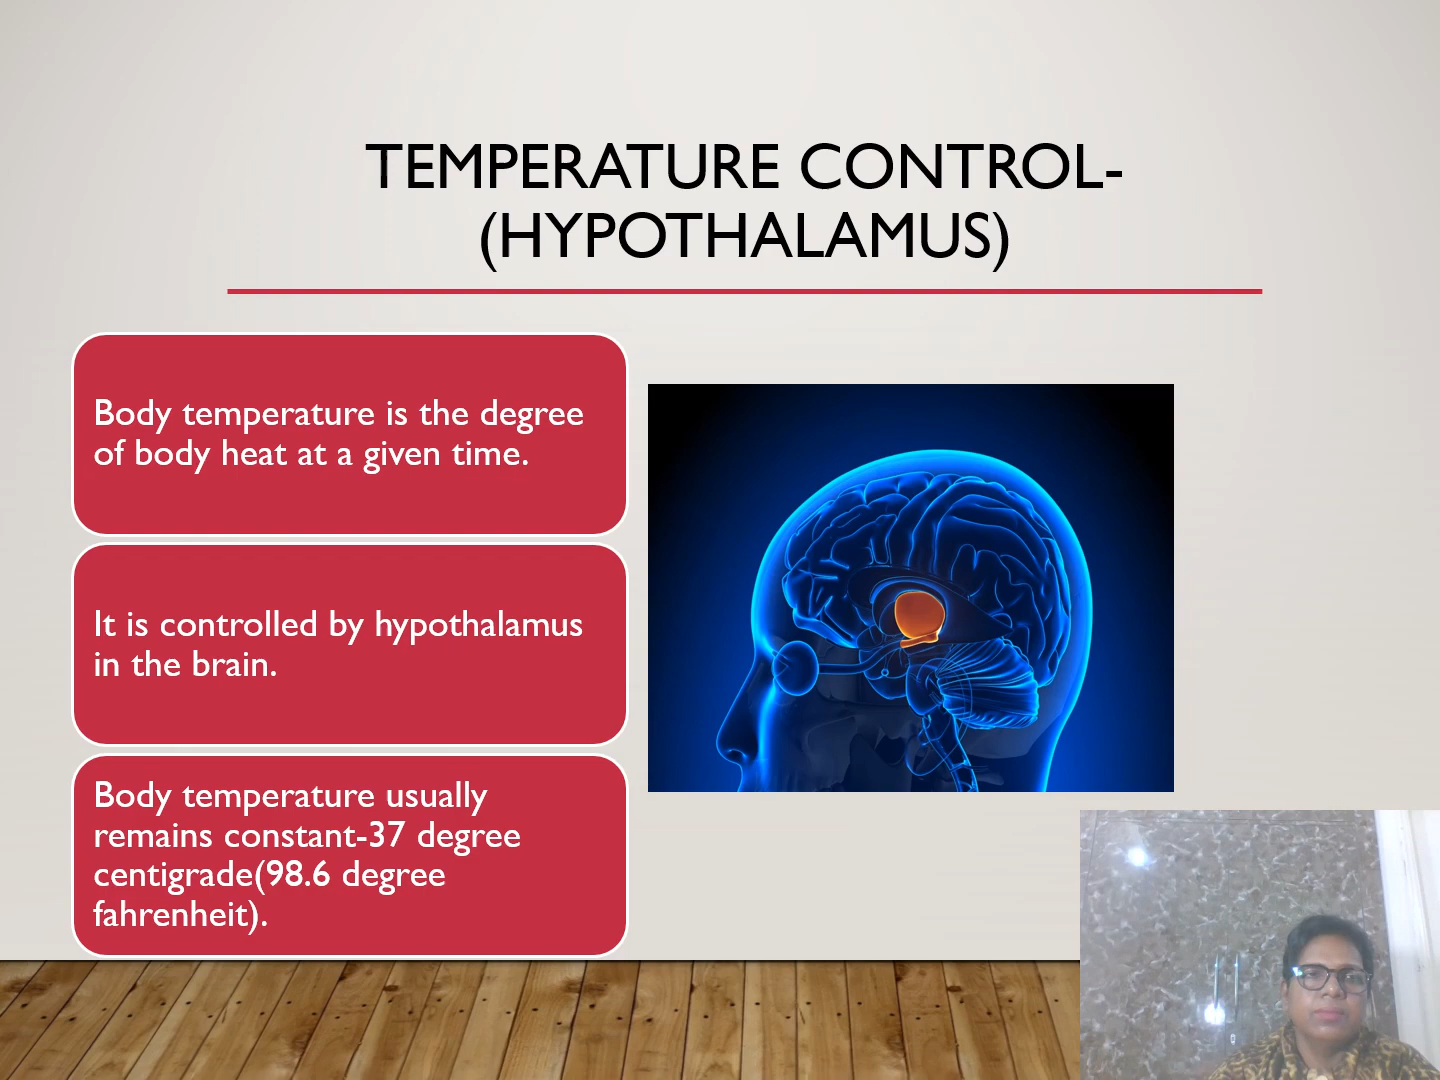 TEMPERATURE CONTROL-
(HYPOTHALAMUS)
Body temperature is the degree
of body heat at a given time.
It is controlled by hypothalamus
in the brain.
Body temperature usually
remains constant-37 degree
centigrade(98.6 degree
fahrenheit).